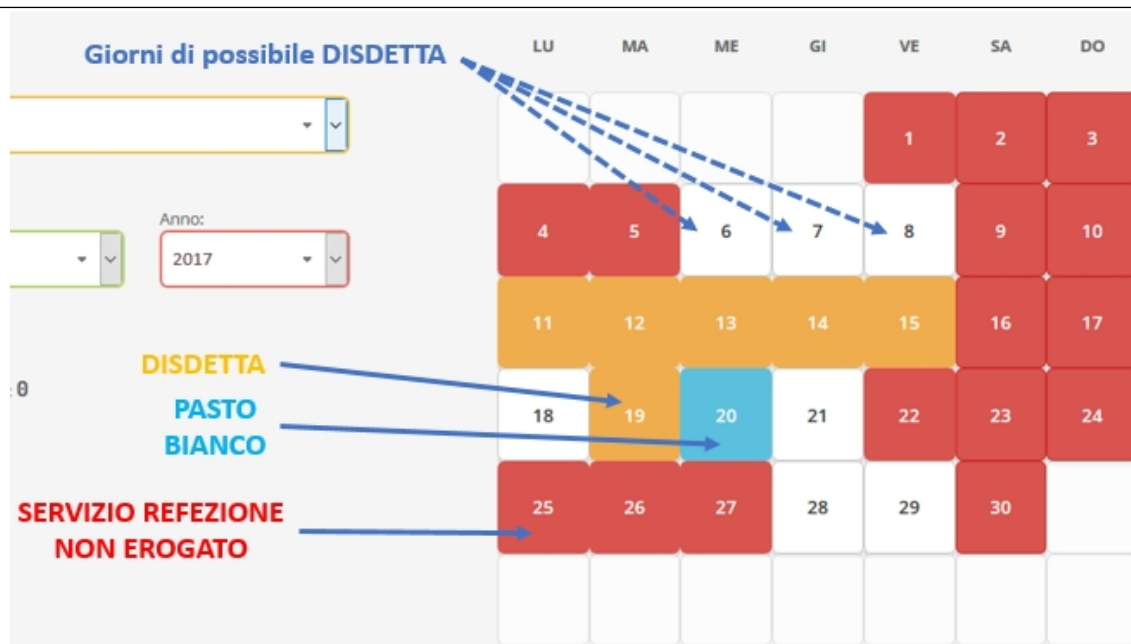 Giorni di possibile DISDETTA
LU MA ME GI VE SA DO
1 2 3
Anno:
2017
4 5 6 7 8 9 10
11 12 13 14 15 16 17
DISDETTA
: 0
PASTO
BIANCO
18 19 20 21 22 23 24
SERVIZIO REFEZIONE
NON EROGATO
25 26 27 28 29 30